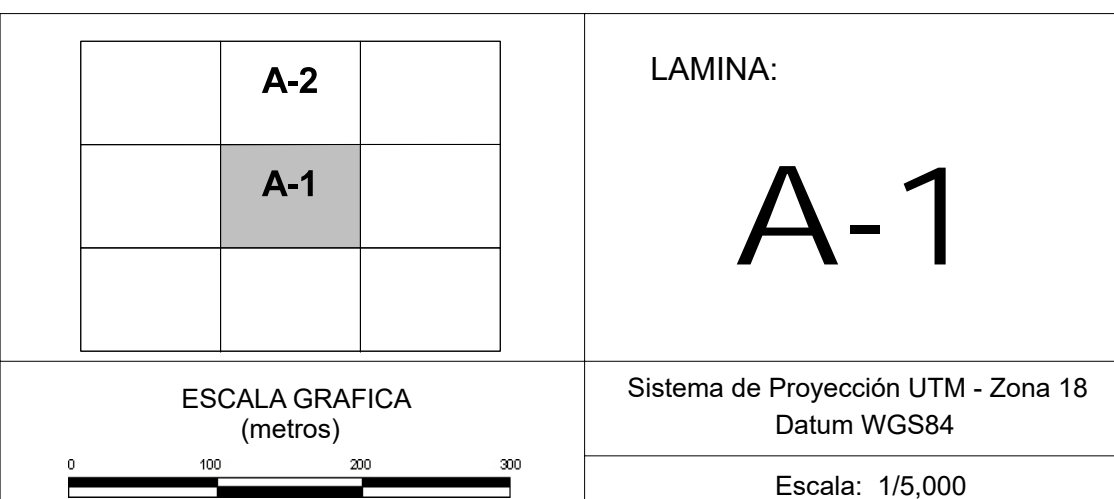 A-2
A-1
LAMINA:
A-1
ESCALA GRAFICA
(metros)
0 100 200 300
Sistema de Proyección UTM - Zona 18
Datum WGS84
Escala: 1/5,000